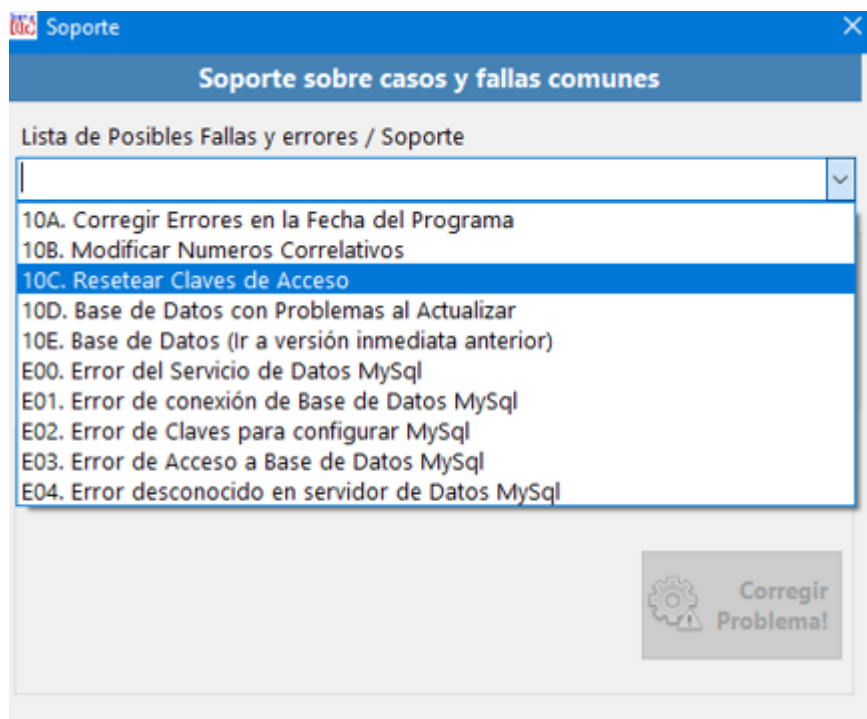 Soporte
Soporte sobre casos y fallas comunes
Lista de Posibles Fallas y errores / Soporte
10A. Corregir Errores en la Fecha del Programa
10B. Modificar Numeros Correlativos
10C. Resetear Claves de Acceso
10D. Base de Datos con Problemas al Actualizar
10E. Base de Datos (Ir a versión inmediata anterior)
E00. Error del Servicio de Datos MySql
E01. Error de conexión de Base de Datos MySql
E02. Error de Claves para configurar MySql
E03. Error de Acceso a Base de Datos MySql
E04. Error desconocido en servidor de Datos MySql
Corregir
Problema!